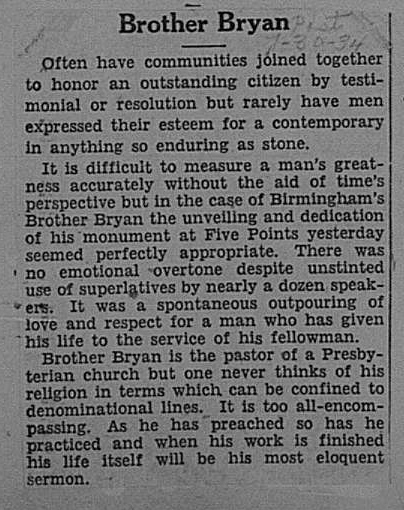 Brother Bryan
Post
Often have communities joined together
to honor an outstanding citizen by testi-
monial or resolution but rarely have men
expressed their esteem for a contemporary
in anything so enduring as stone.
It is difficult to measure a man's great-
ness accurately without the aid of time's
perspective but in the case of Birmingham's
Brother Bryan the unveiling and dedication
of his monument at Five Points yesterday
seemed perfectly appropriate. There was
no emotional overtone despite unstinted
use of superlatives by nearly a dozen speak-
ers. It was a spontaneous outpouring of
love and respect for a man who has given
his life to the service of his fellowman.
Brother Bryan is the pastor of a Presby-
terian church but one never thinks of his
religion in terms which can be confined to
denominational lines. It is too all-encom-
passing. As he has preached so has he
practiced and when his work is finished
his life itself will be his most eloquent
sermon.